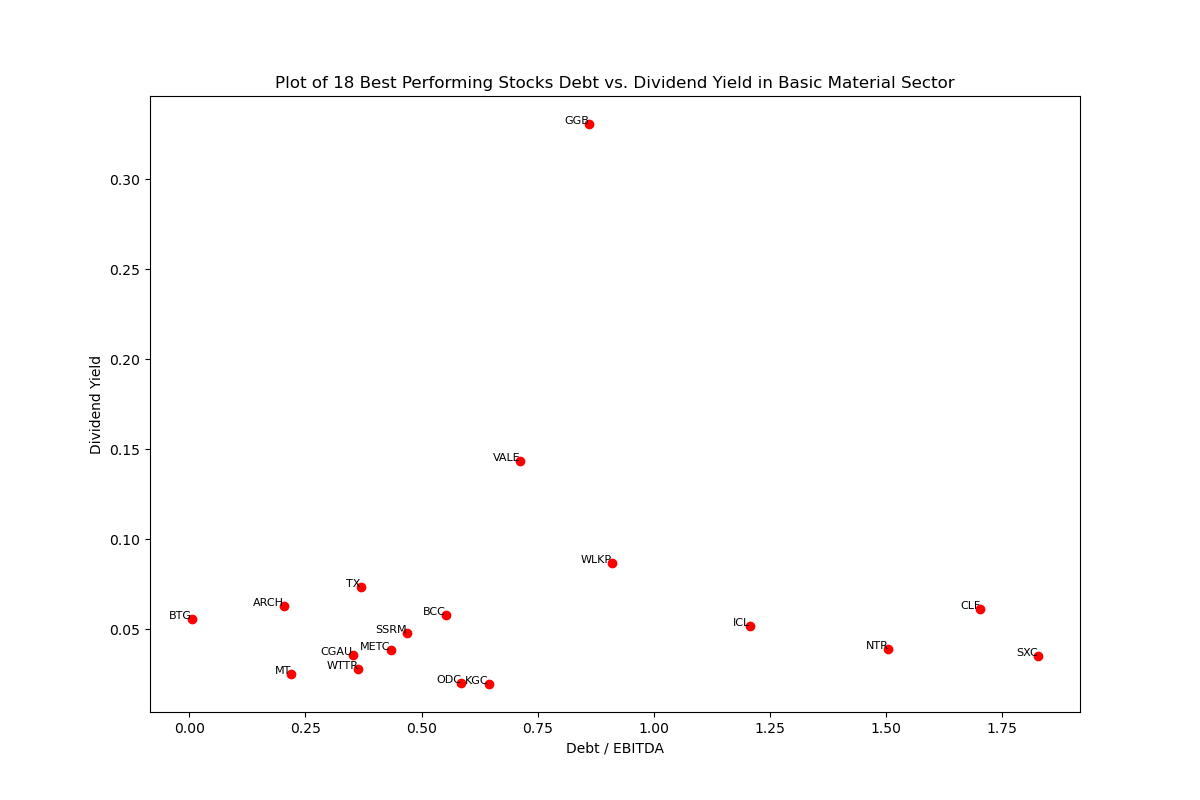 Plot of 18 Best Performing Stocks Debt vs. Dividend Yield in Basic Material Sector
GGB
0.30
0.25
0.20
Dividend Yield
0.15
VALE
0.10
WLKP
TX
ARCH
CLF
BCC
BTG
0.05
SSRM
ICL
METC
NTR
CGAU
SXC
WTTR
MT
ODC
KGC
0.00
0.25
0.50
0.75
1.00
1.25
1.50
1.75
Debt / EBITDA